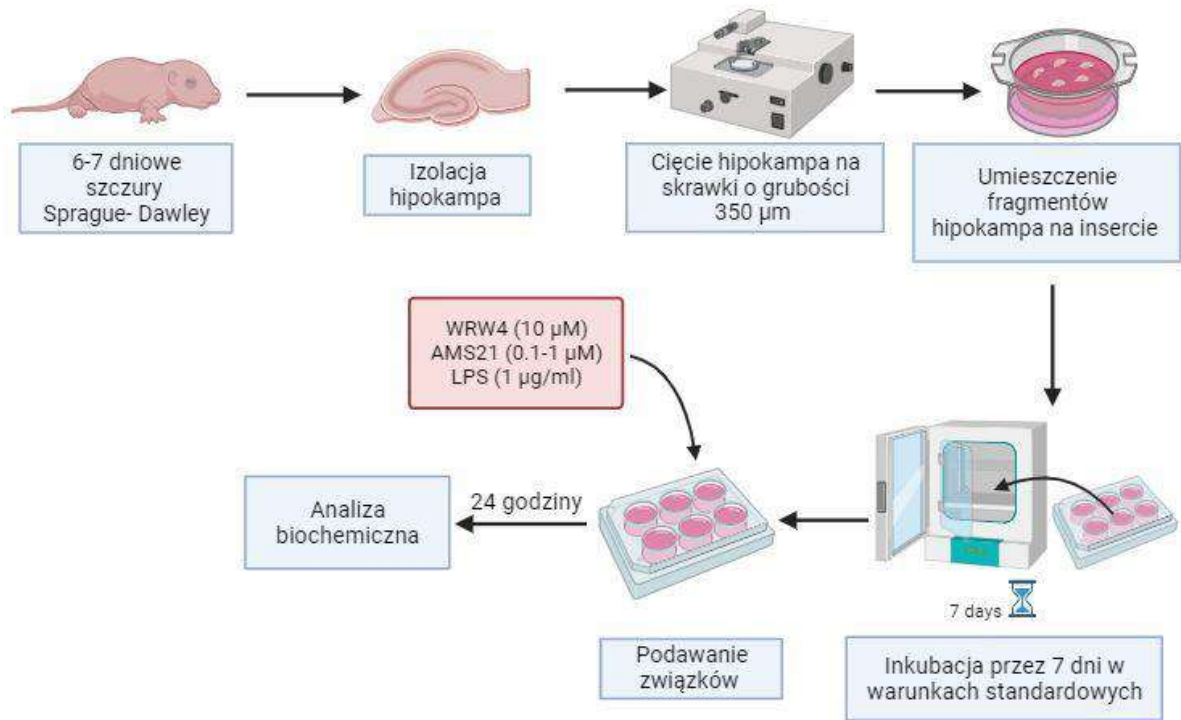 6-7 dniowe
szczury
Sprague- Dawley
Izolacja
hipokampa
Cięcie hipokampa na
skrawki o grubości
350 µm
Umieszczenie
fragmentów
hipokampa na insercie
WRW4 (10 µM)
AMS21 (0.1-1 µM)
LPS (1 µg/ml)
7 days
Inkubacja przez 7 dni w
warunkach standardowych
Podawanie
związków
24 godziny
Analiza
biochemiczna